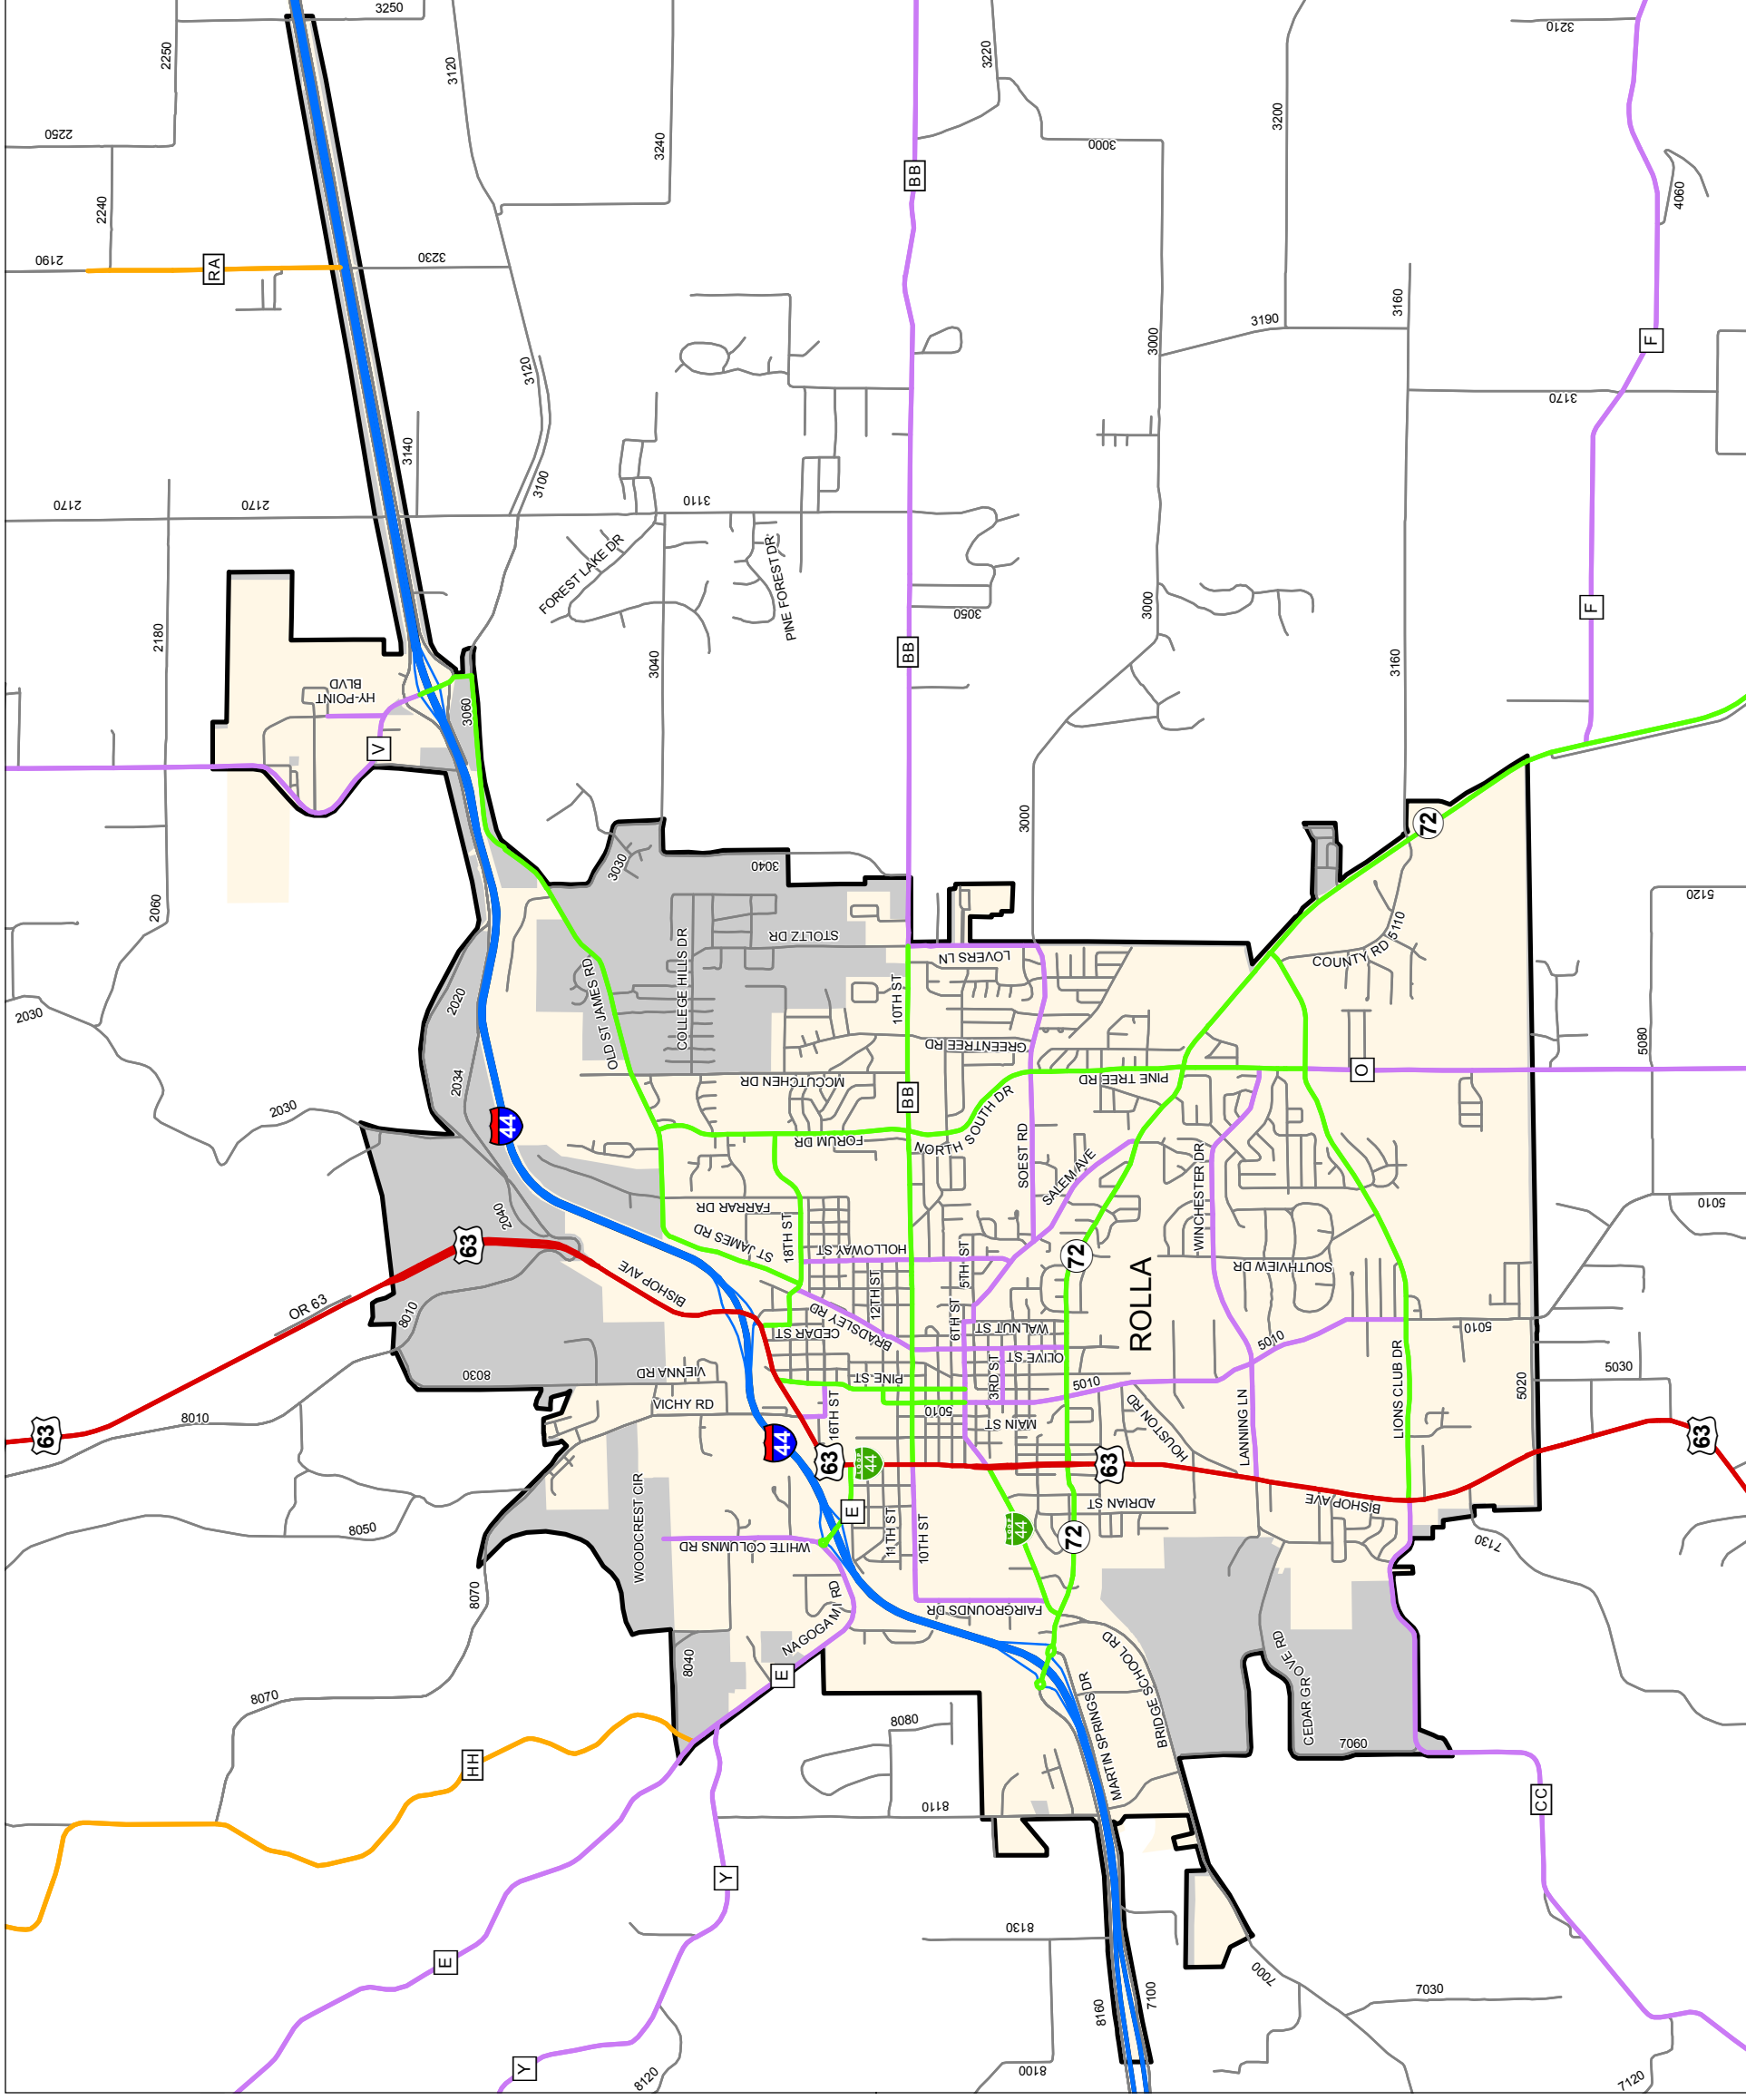 3250
2250
3120
3220
3210
2250
3240
3000
3200
2240
BB
4060
2190
RA
3230
3160
3190
3000
F
3120
3170
3140
3100
2170
2170
3110
FOREST LAKE DR
PINE FOREST DR
3050
3000
F
2180
3040
BB
3160
HY-POINT
BLVD
3060
V
3000
72
3030
3040
2060
5120
STOLTZ DR
COLLEGE HILLS DR
LOVERS LN
COUNTY RD 5110
2030
2020
OLD ST JAMES RD
10TH ST
GREENTREE RD
5080
2034
MCCUTCHEN DR
PINE TREE RD
O
2030
44
BB
FORUM DR
NORTH SOUTH DR
SOEST RD
SALEM AVE
WINCHESTER DR
2040
FARRAR DR
ST JAMES RD
18TH ST
HOLLOWAY ST
5TH ST
72
SOUTHVIEW DR
5010
63
BISHOP AVE
12TH ST
OR 63
8010
BRADSLEY RD
CEDAR ST
6TH ST
WALNUT ST
ROLLA
5010
5010
8030
VIENNA RD
OLIVE ST
3RD ST
PINE ST
5010
LIONS CLUB DR
5020
5030
63
8010
VICHY RD
16TH ST
5010
MAIN ST
HOUSTON RD
LANNING LN
63
44
63
44
63
WOODCREST CIR
E
ADRIAN ST
BISHOP AVE
8050
WHITE COLUMNS RD
11TH ST
10TH ST
44
72
7130
8070
NAGOGAMI RD
FAIRGROUNDS DR
8040
E
BRIDGE SCHOOL RD
CEDAR GROVE RD
8070
MARTIN SPRINGS DR
8080
7060
HH
8110
CC
Y
E
8130
7000
8160
7100
7030
Y
8120
8100
7120